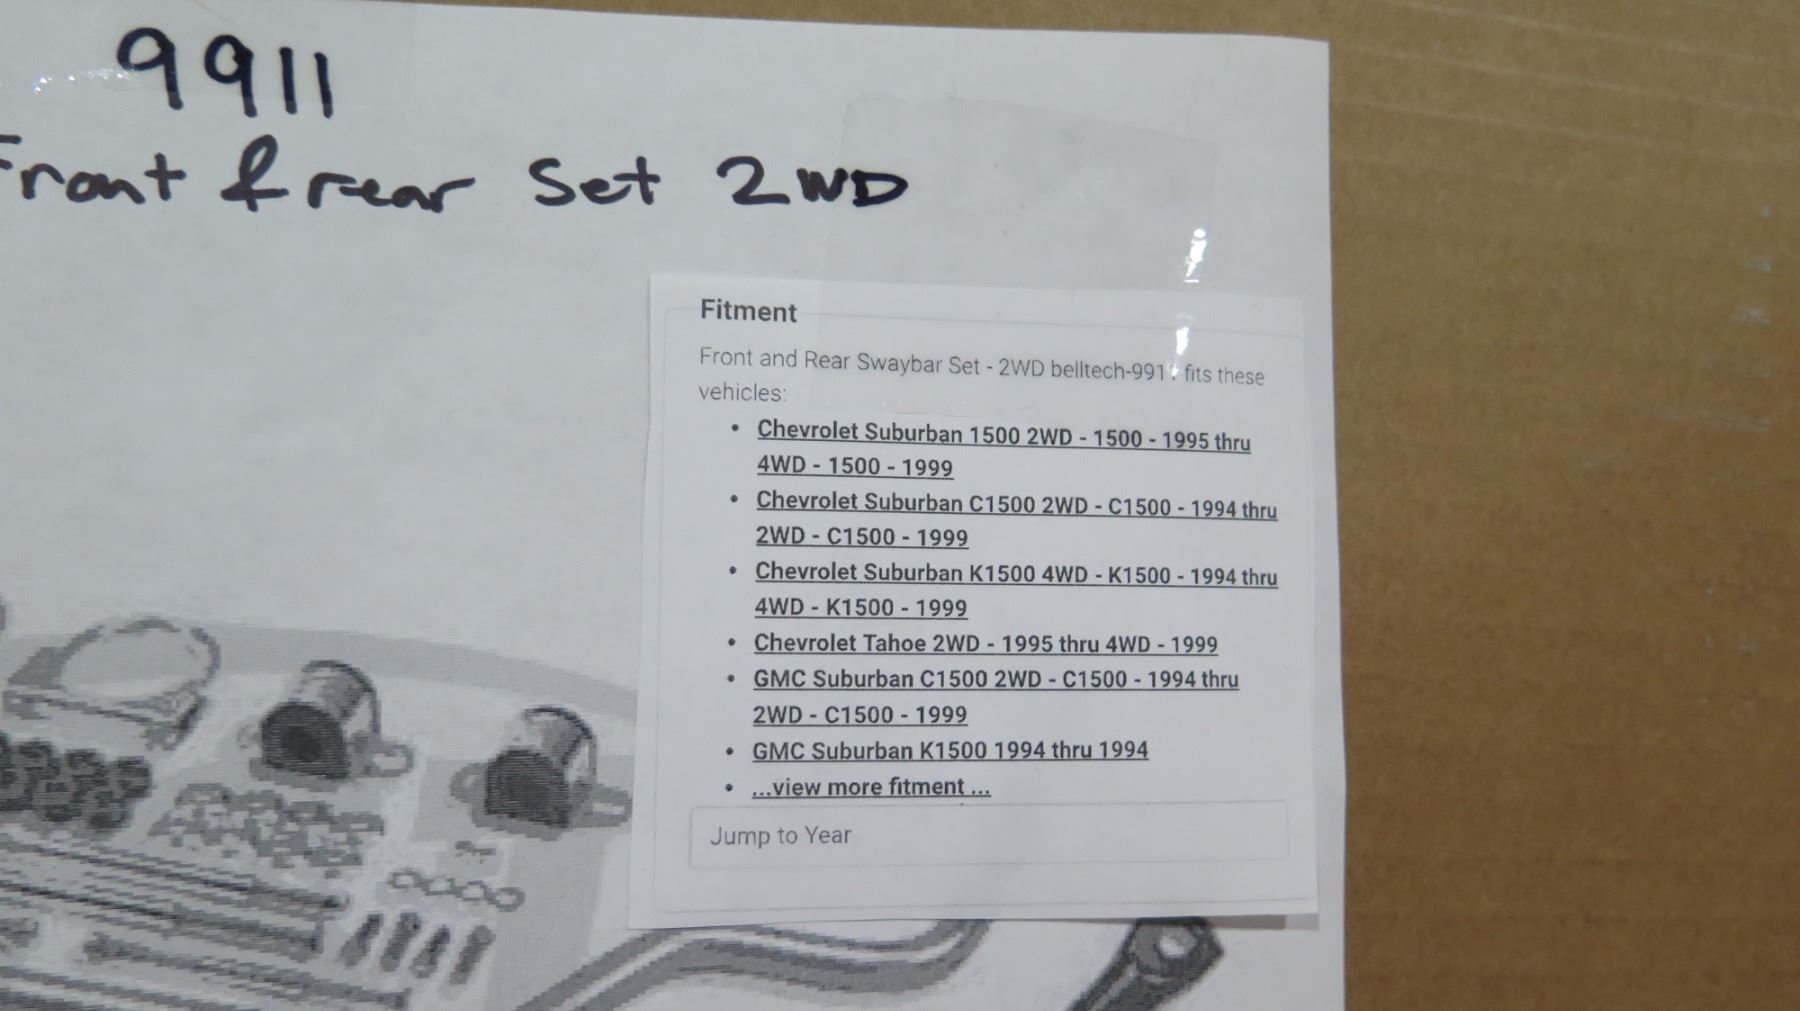 9911
Front & rear Set 2WD
Fitment
Front and Rear Swaybar Set - 2WD belltech-9911 fits these
vehicles:
• Chevrolet Suburban 1500 2WD - 1500 - 1995 thru
4WD - 1500 - 1999
• Chevrolet Suburban C1500 2WD - C1500 - 1994 thru
2WD - C1500 - 1999
• Chevrolet Suburban K1500 4WD - K1500 - 1994 thru
4WD - K1500 - 1999
• Chevrolet Tahoe 2WD - 1995 thru 4WD - 1999
• GMC Suburban C1500 2WD - C1500 - 1994 thru
2WD - C1500 - 1999
• GMC Suburban K1500 1994 thru 1994
• ...view more fitment ...
Jump to Year